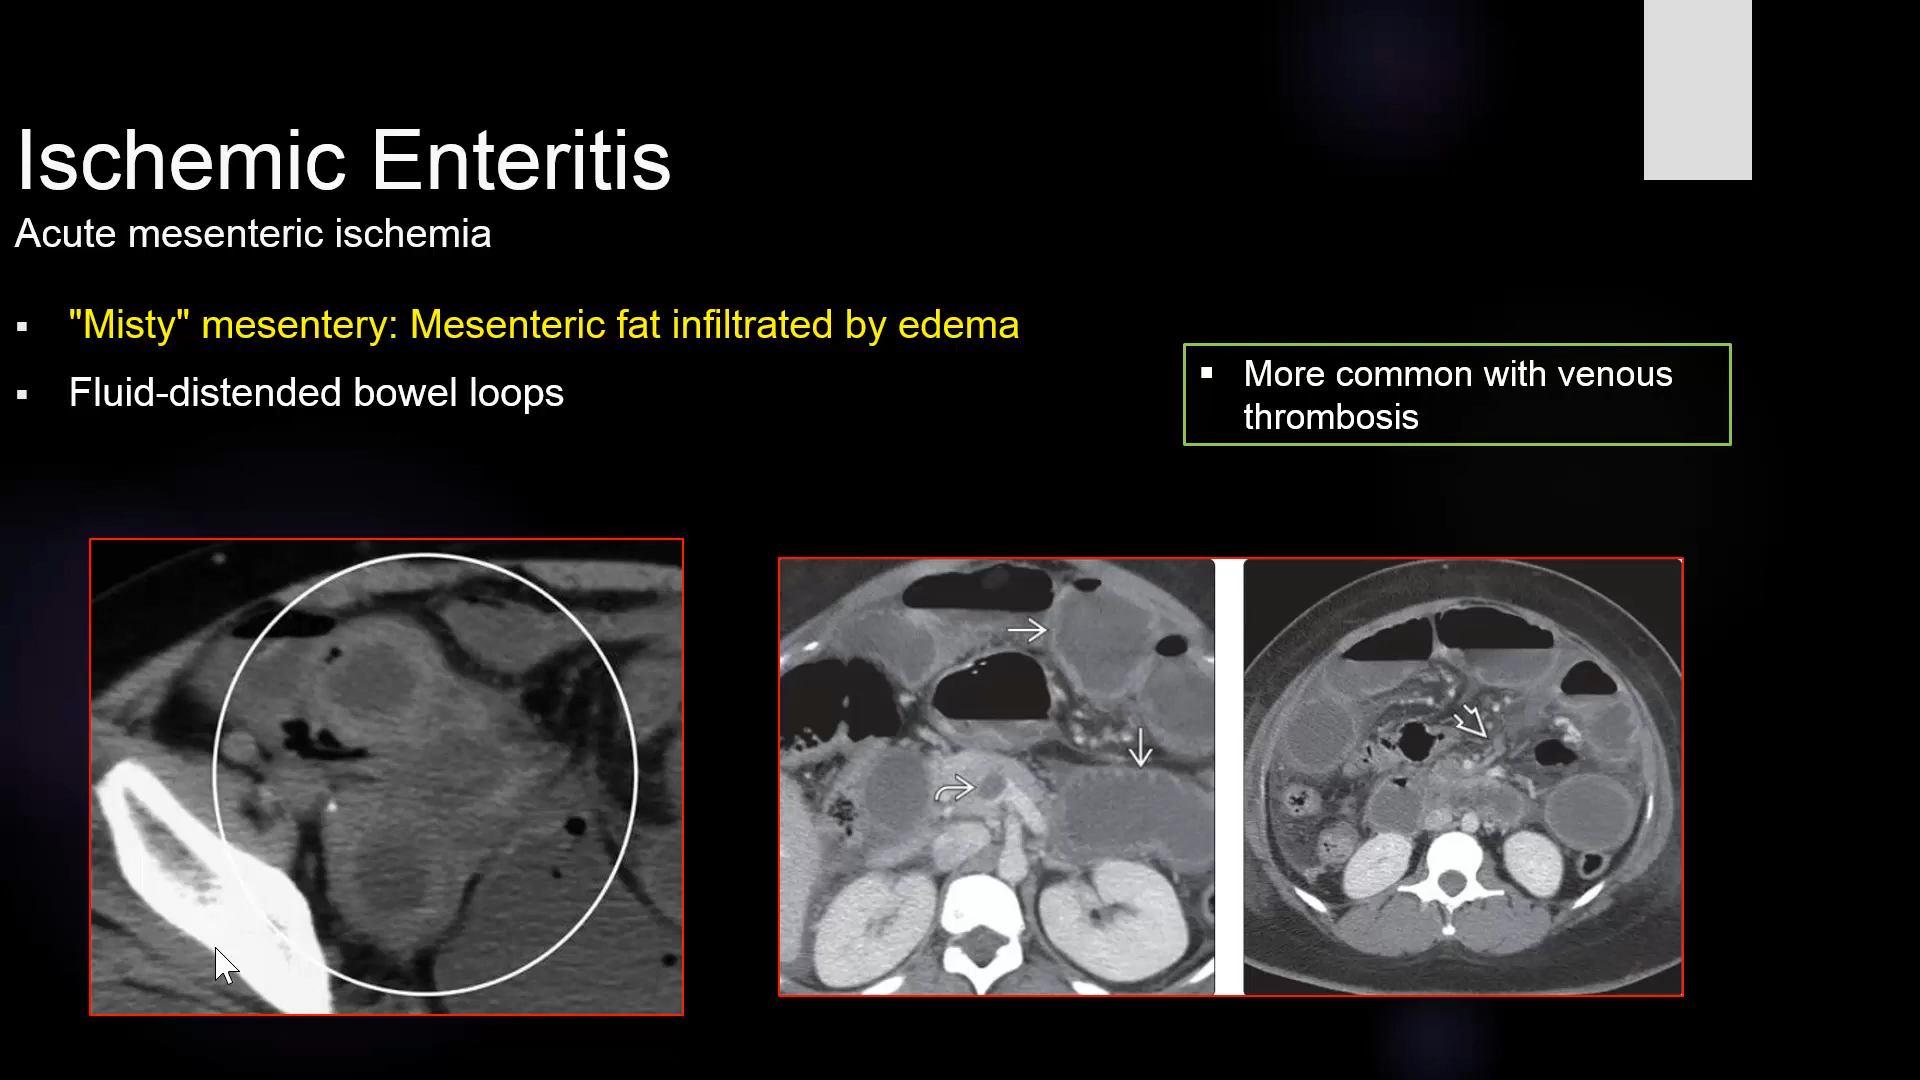 Ischemic Enteritis
Acute mesenteric ischemia
▪ "Misty" mesentery: Mesenteric fat infiltrated by edema
▪ Fluid-distended bowel loops
▪ More common with venous
thrombosis